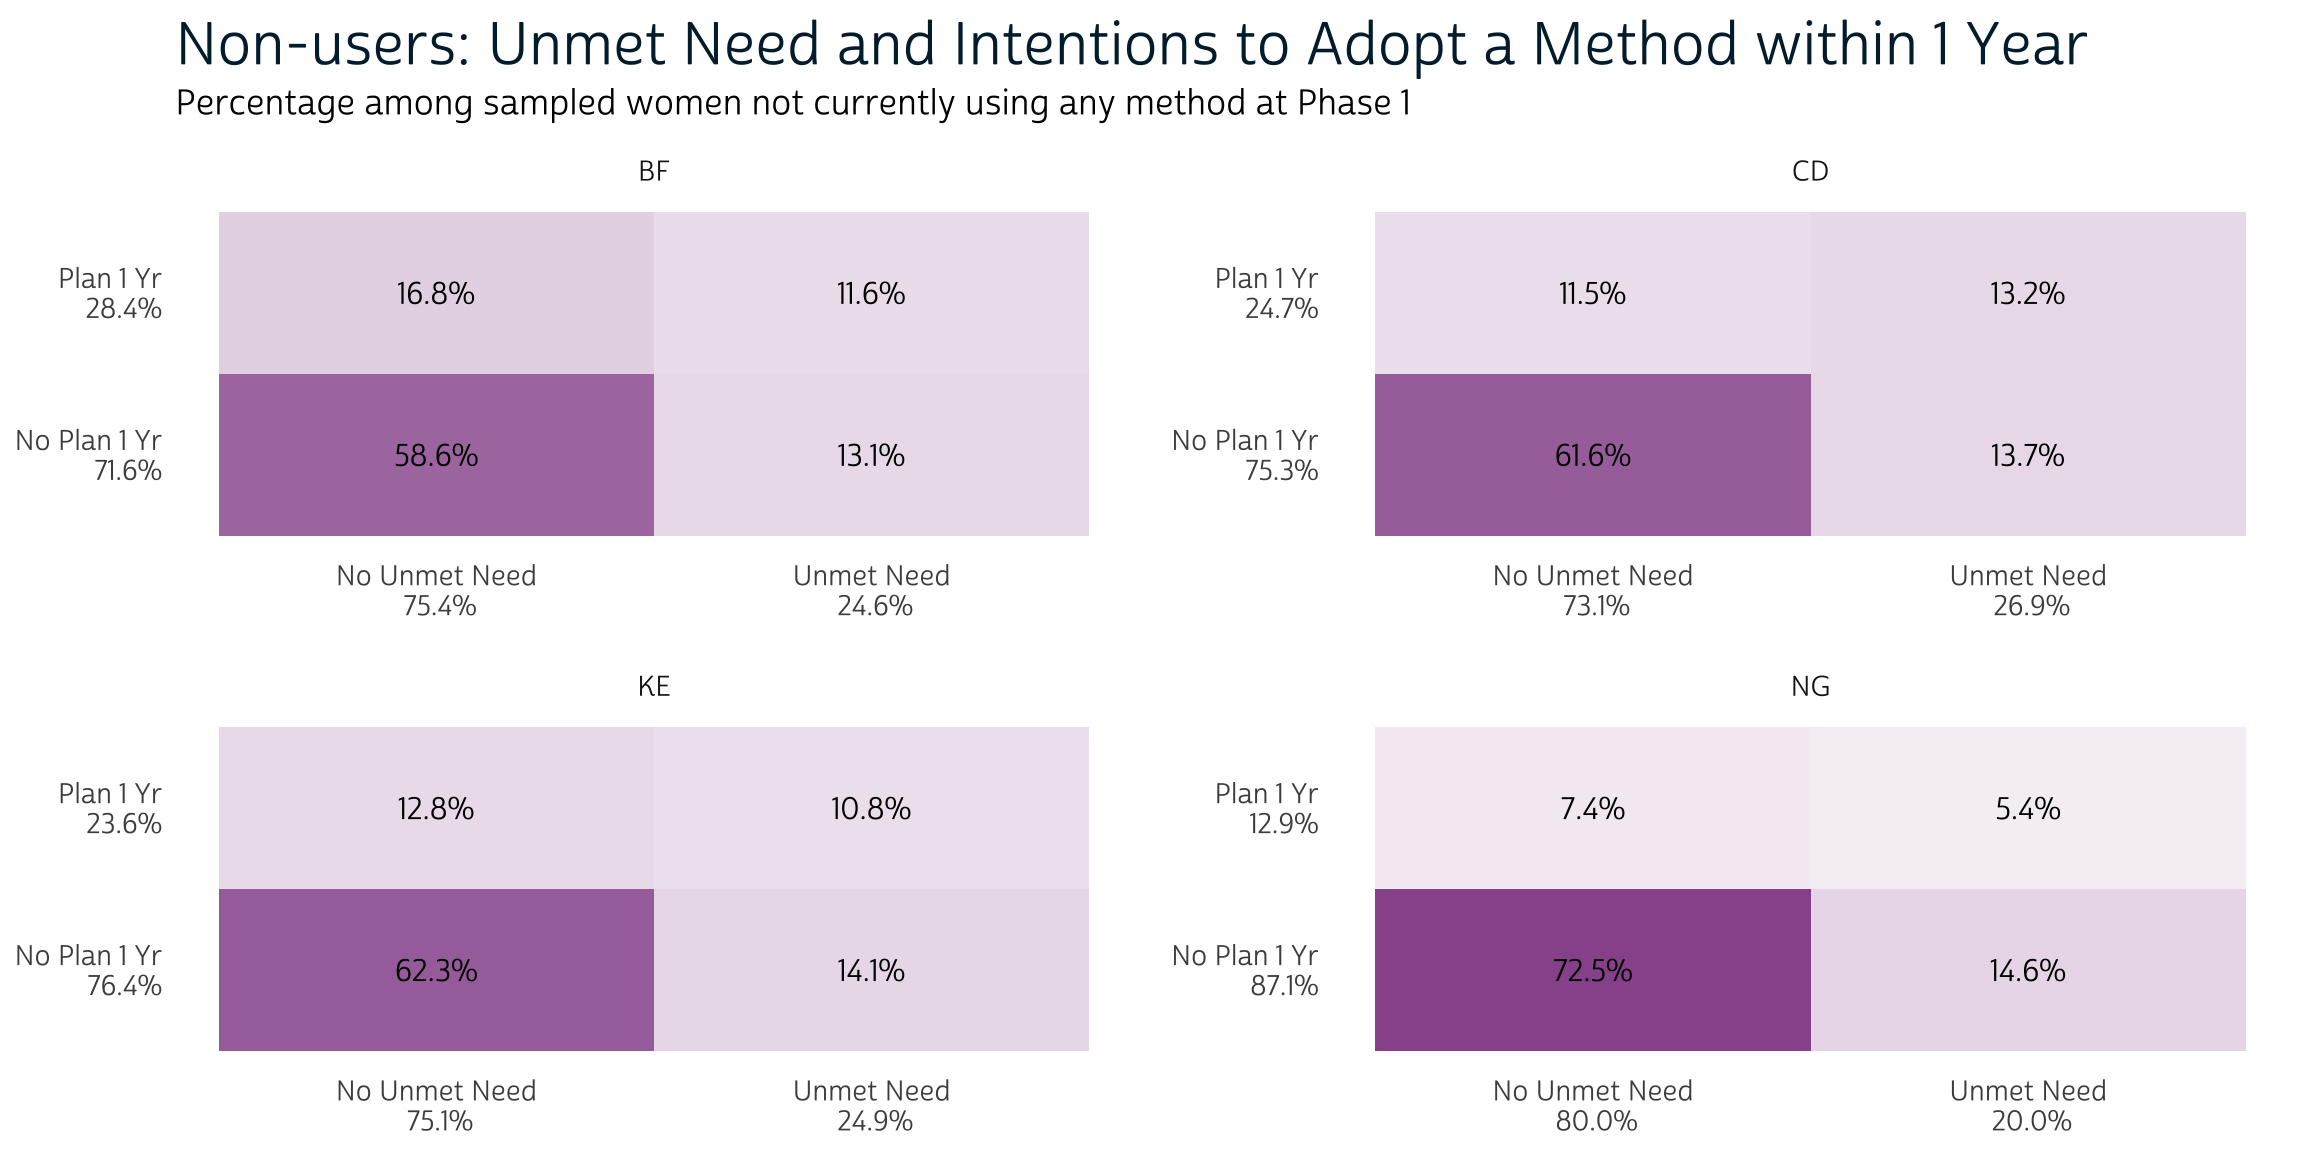 Non-users: Unmet Need and Intentions to Adopt a Method within 1 Year
Percentage among sampled women not currently using any method at Phase 1
BF
Plan 1 Yr
28.4%
16.8%
11.6%
No Plan 1 Yr
71.6%
58.6%
13.1%
No Unmet Need
75.4%
Unmet Need
24.6%
CD
Plan 1 Yr
24.7%
11.5%
13.2%
No Plan 1 Yr
75.3%
61.6%
13.7%
No Unmet Need
73.1%
Unmet Need
26.9%
KE
Plan 1 Yr
23.6%
12.8%
10.8%
No Plan 1 Yr
76.4%
62.3%
14.1%
No Unmet Need
75.1%
Unmet Need
24.9%
NG
Plan 1 Yr
12.9%
7.4%
5.4%
No Plan 1 Yr
87.1%
72.5%
14.6%
No Unmet Need
80.0%
Unmet Need
20.0%